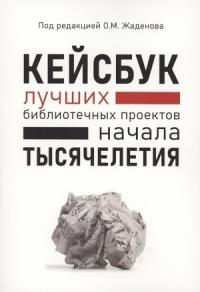 Под редакцией О.М. Жаденова
КЕЙСБУК
лучших
библиотечных проектов
начала
ТЫСЯЧЕЛЕТИЯ